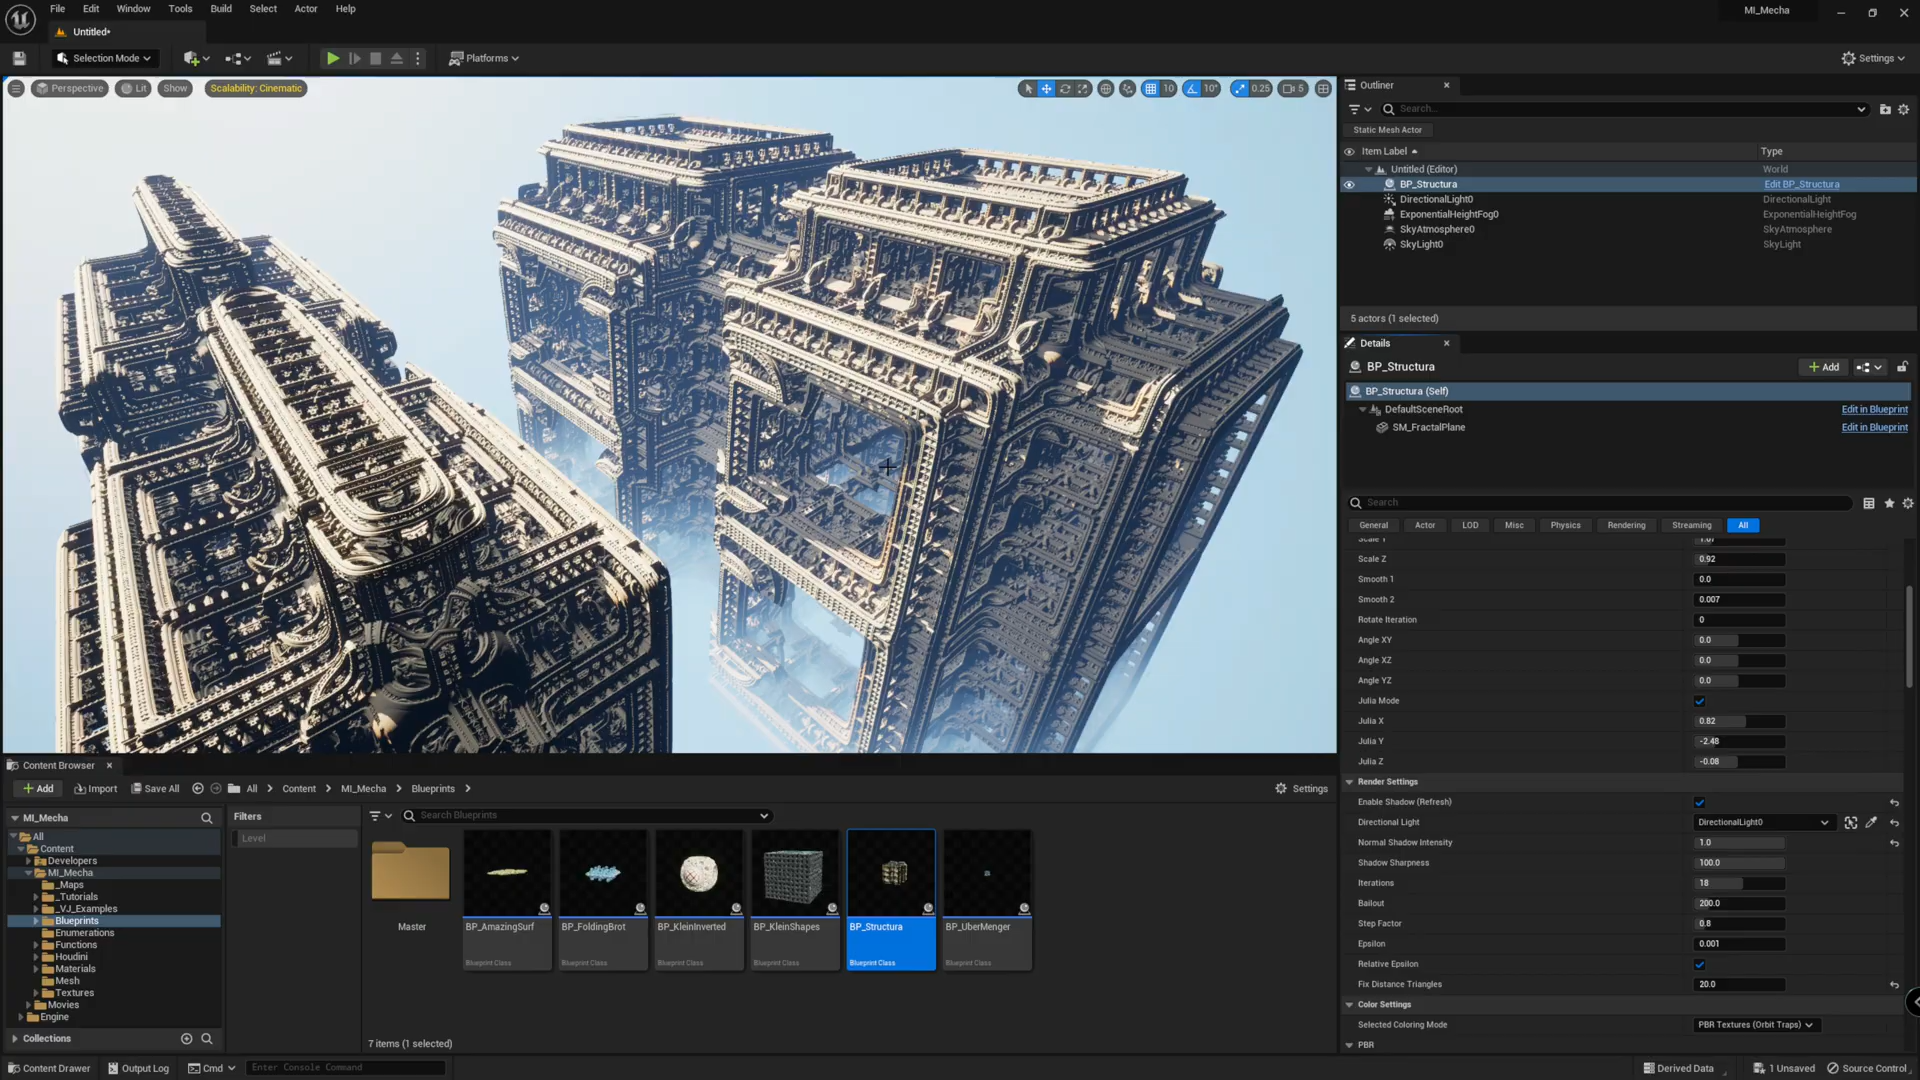 File Edit Window Tools Build Select Actor Help
MI_Mecha
Untitled*
Selection Mode
Platforms
Settings
Perspective
Lit
Show
Scalability: Cinematic
10
10°
0.25
5
Outliner
Search...
Static Mesh Actor
Item Label
Type
Untitled (Editor)
World
BP_Structura
Edit BP_Structura
DirectionalLight0
DirectionalLight
ExponentialHeightFog0
ExponentialHeightFog
SkyAtmosphere0
SkyAtmosphere
SkyLight0
SkyLight
5 actors (1 selected)
Details
BP_Structura
Add
BP_Structura (Self)
DefaultSceneRoot
Edit in Blueprint
SM_FractalPlane
Edit in Blueprint
Search
General
Actor
LOD
Misc
Physics
Rendering
Streaming
All
Scale Z
0.92
Smooth 1
0.0
Smooth 2
0.007
Rotate Iteration
0
Angle XY
0.0
Angle XZ
0.0
Angle YZ
0.0
Julia Mode
Julia X
0.82
Julia Y
-2.48
Julia Z
-0.08
Render Settings
Enable Shadow (Refresh)
Directional Light
DirectionalLight0
Normal Shadow Intensity
1.0
Shadow Sharpness
100.0
Iterations
18
Bailout
200.0
Step Factor
0.8
Epsilon
0.001
Relative Epsilon
Fix Distance Triangles
20.0
Color Settings
Selected Coloring Mode
PBR Textures (Orbit Traps)
PBR
Content Browser
Add
Import
Save All
All
Content
MI_Mecha
Blueprints
Settings
MI_Mecha
All
Content
Developers
MI_Mecha
_Maps
_Tutorials
_VJ_Examples
Blueprints
Enumerations
Functions
Houdini
Materials
Mesh
Textures
Movies
Engine
Collections
Filters
Level
Search Blueprints
Master
BP_AmazingSurf
Blueprint Class
BP_FoldingBrot
Blueprint Class
BP_KleinInverted
Blueprint Class
BP_KleinShapes
Blueprint Class
BP_Structura
Blueprint Class
BP_UberMenger
Blueprint Class
7 items (1 selected)
Content Drawer
Output Log
Cmd
Enter Console Command
Derived Data
1 Unsaved
Source Control